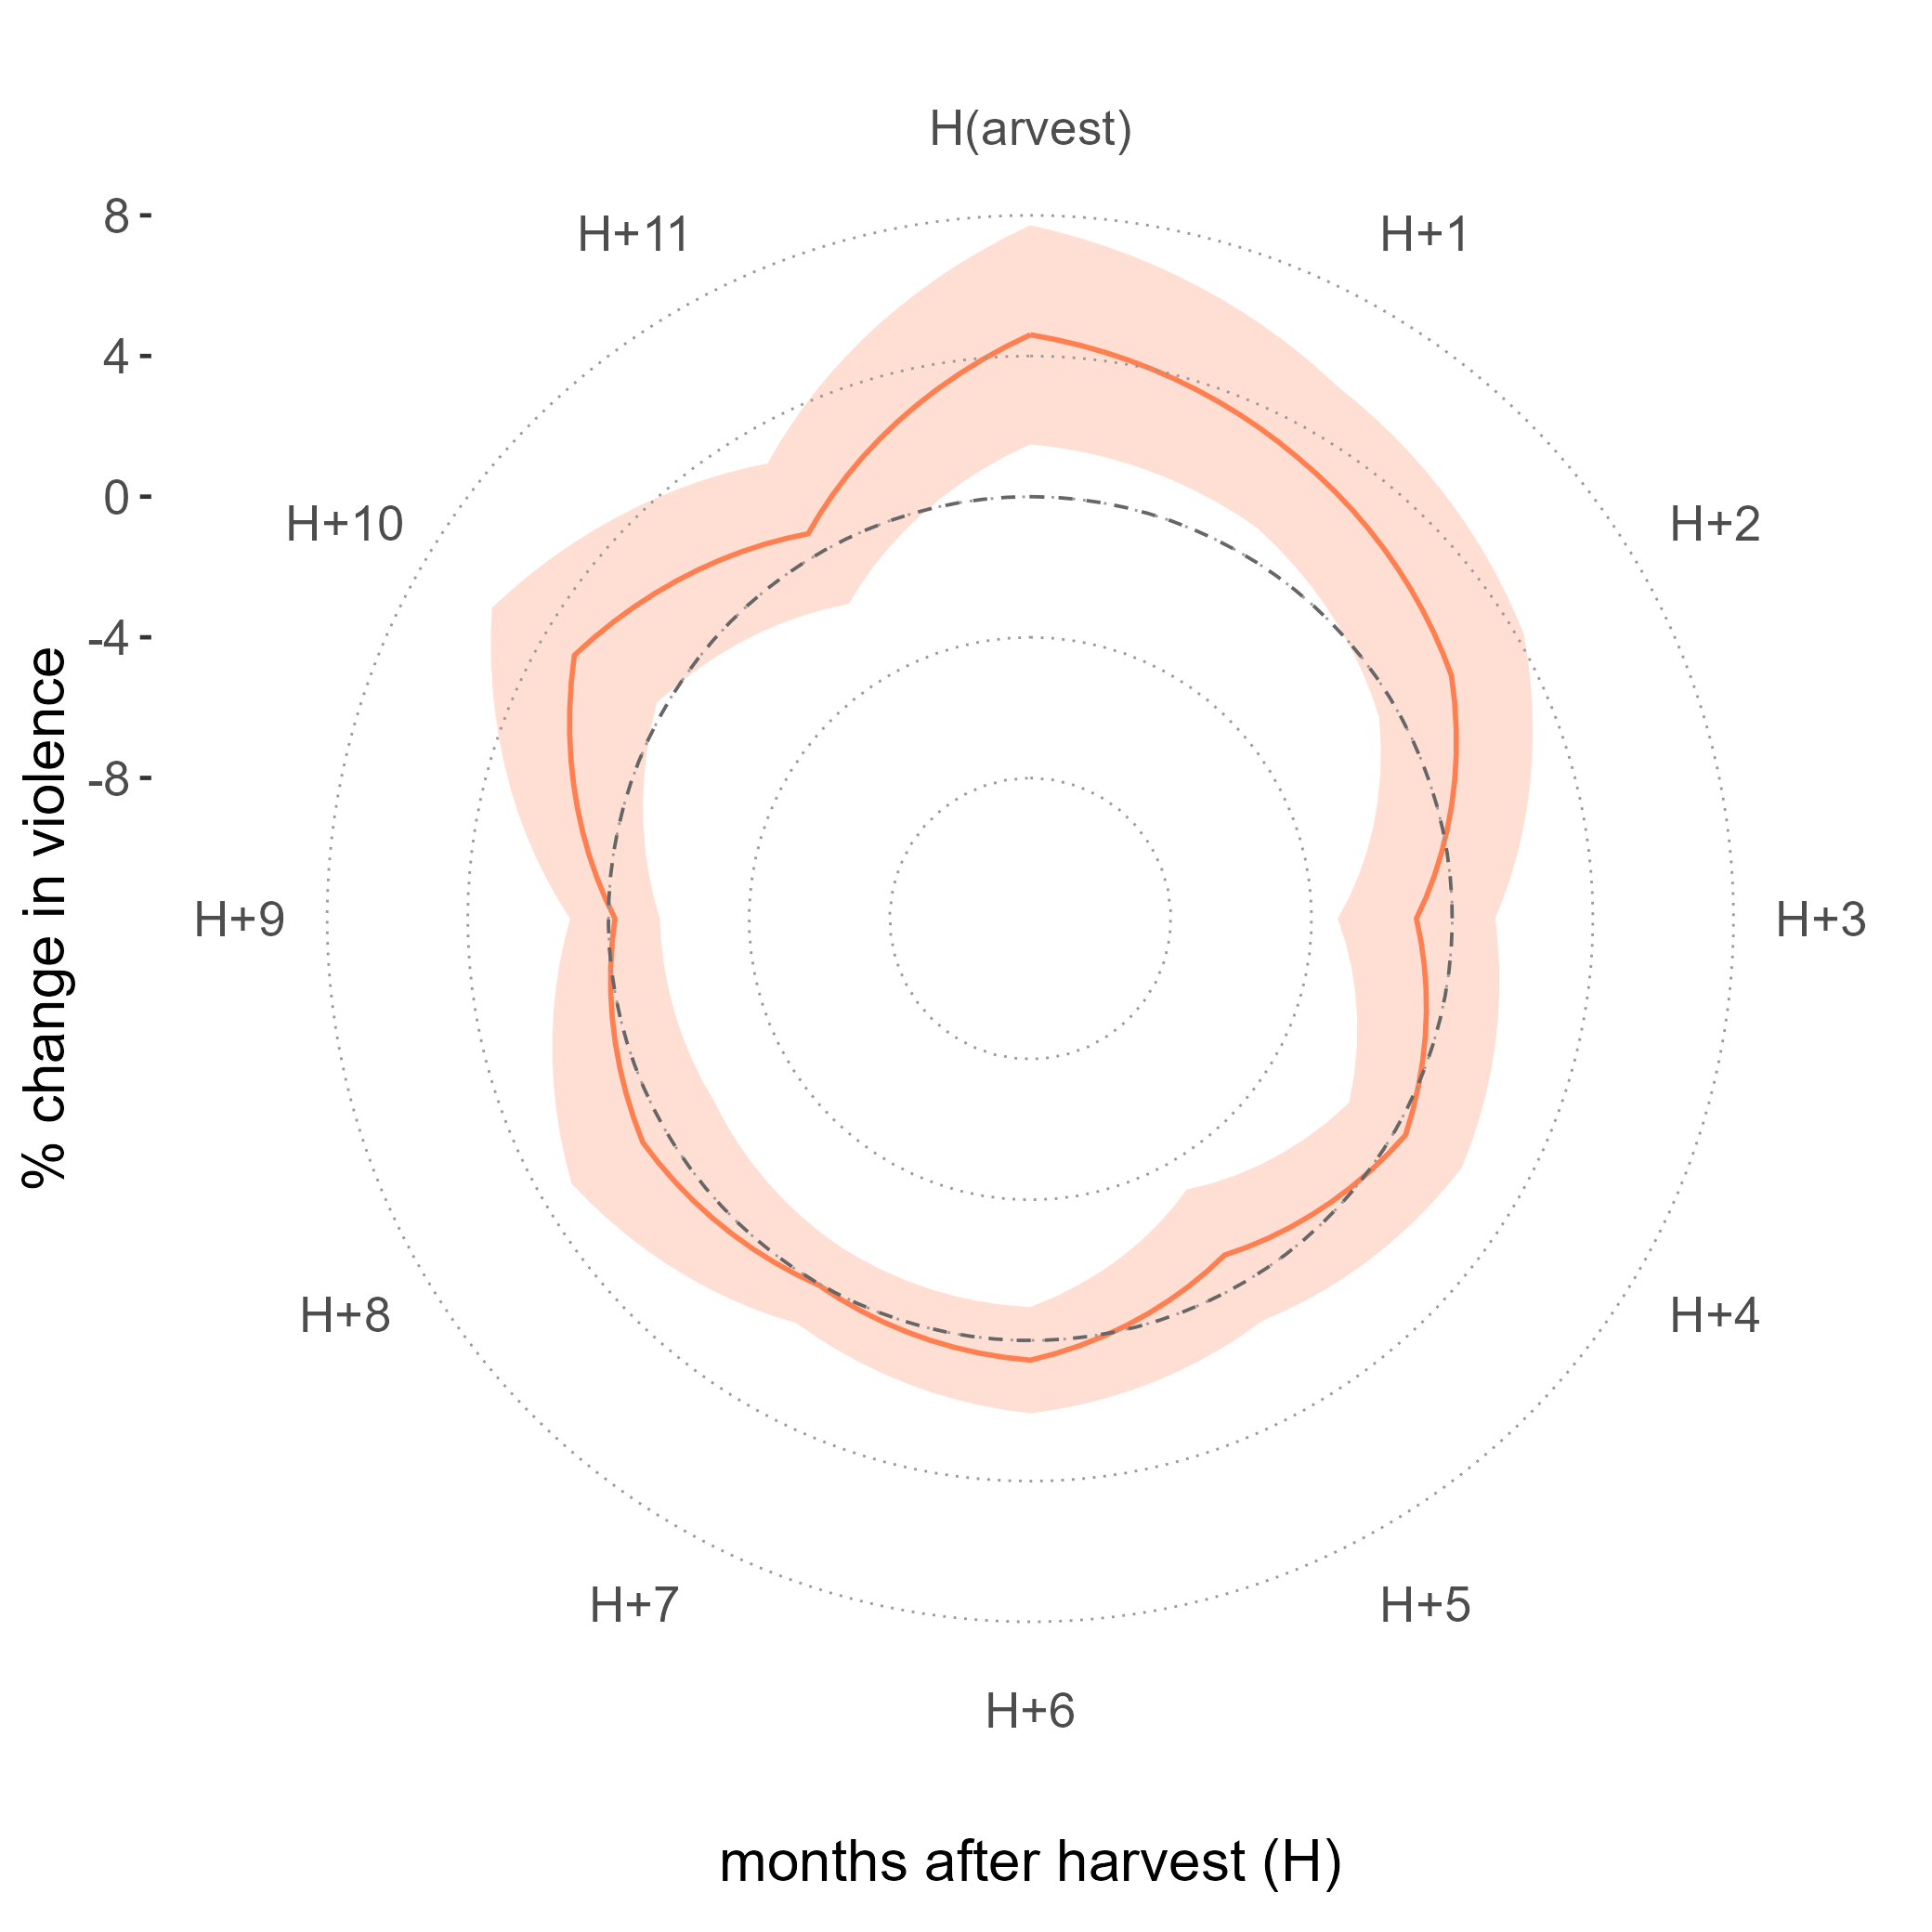 H(arvest)
H+1
H+2
H+3
H+4
H+5
H+6
H+7
H+8
H+9
H+10
H+11
8
4
0
-4
-8
% change in violence
months after harvest (H)